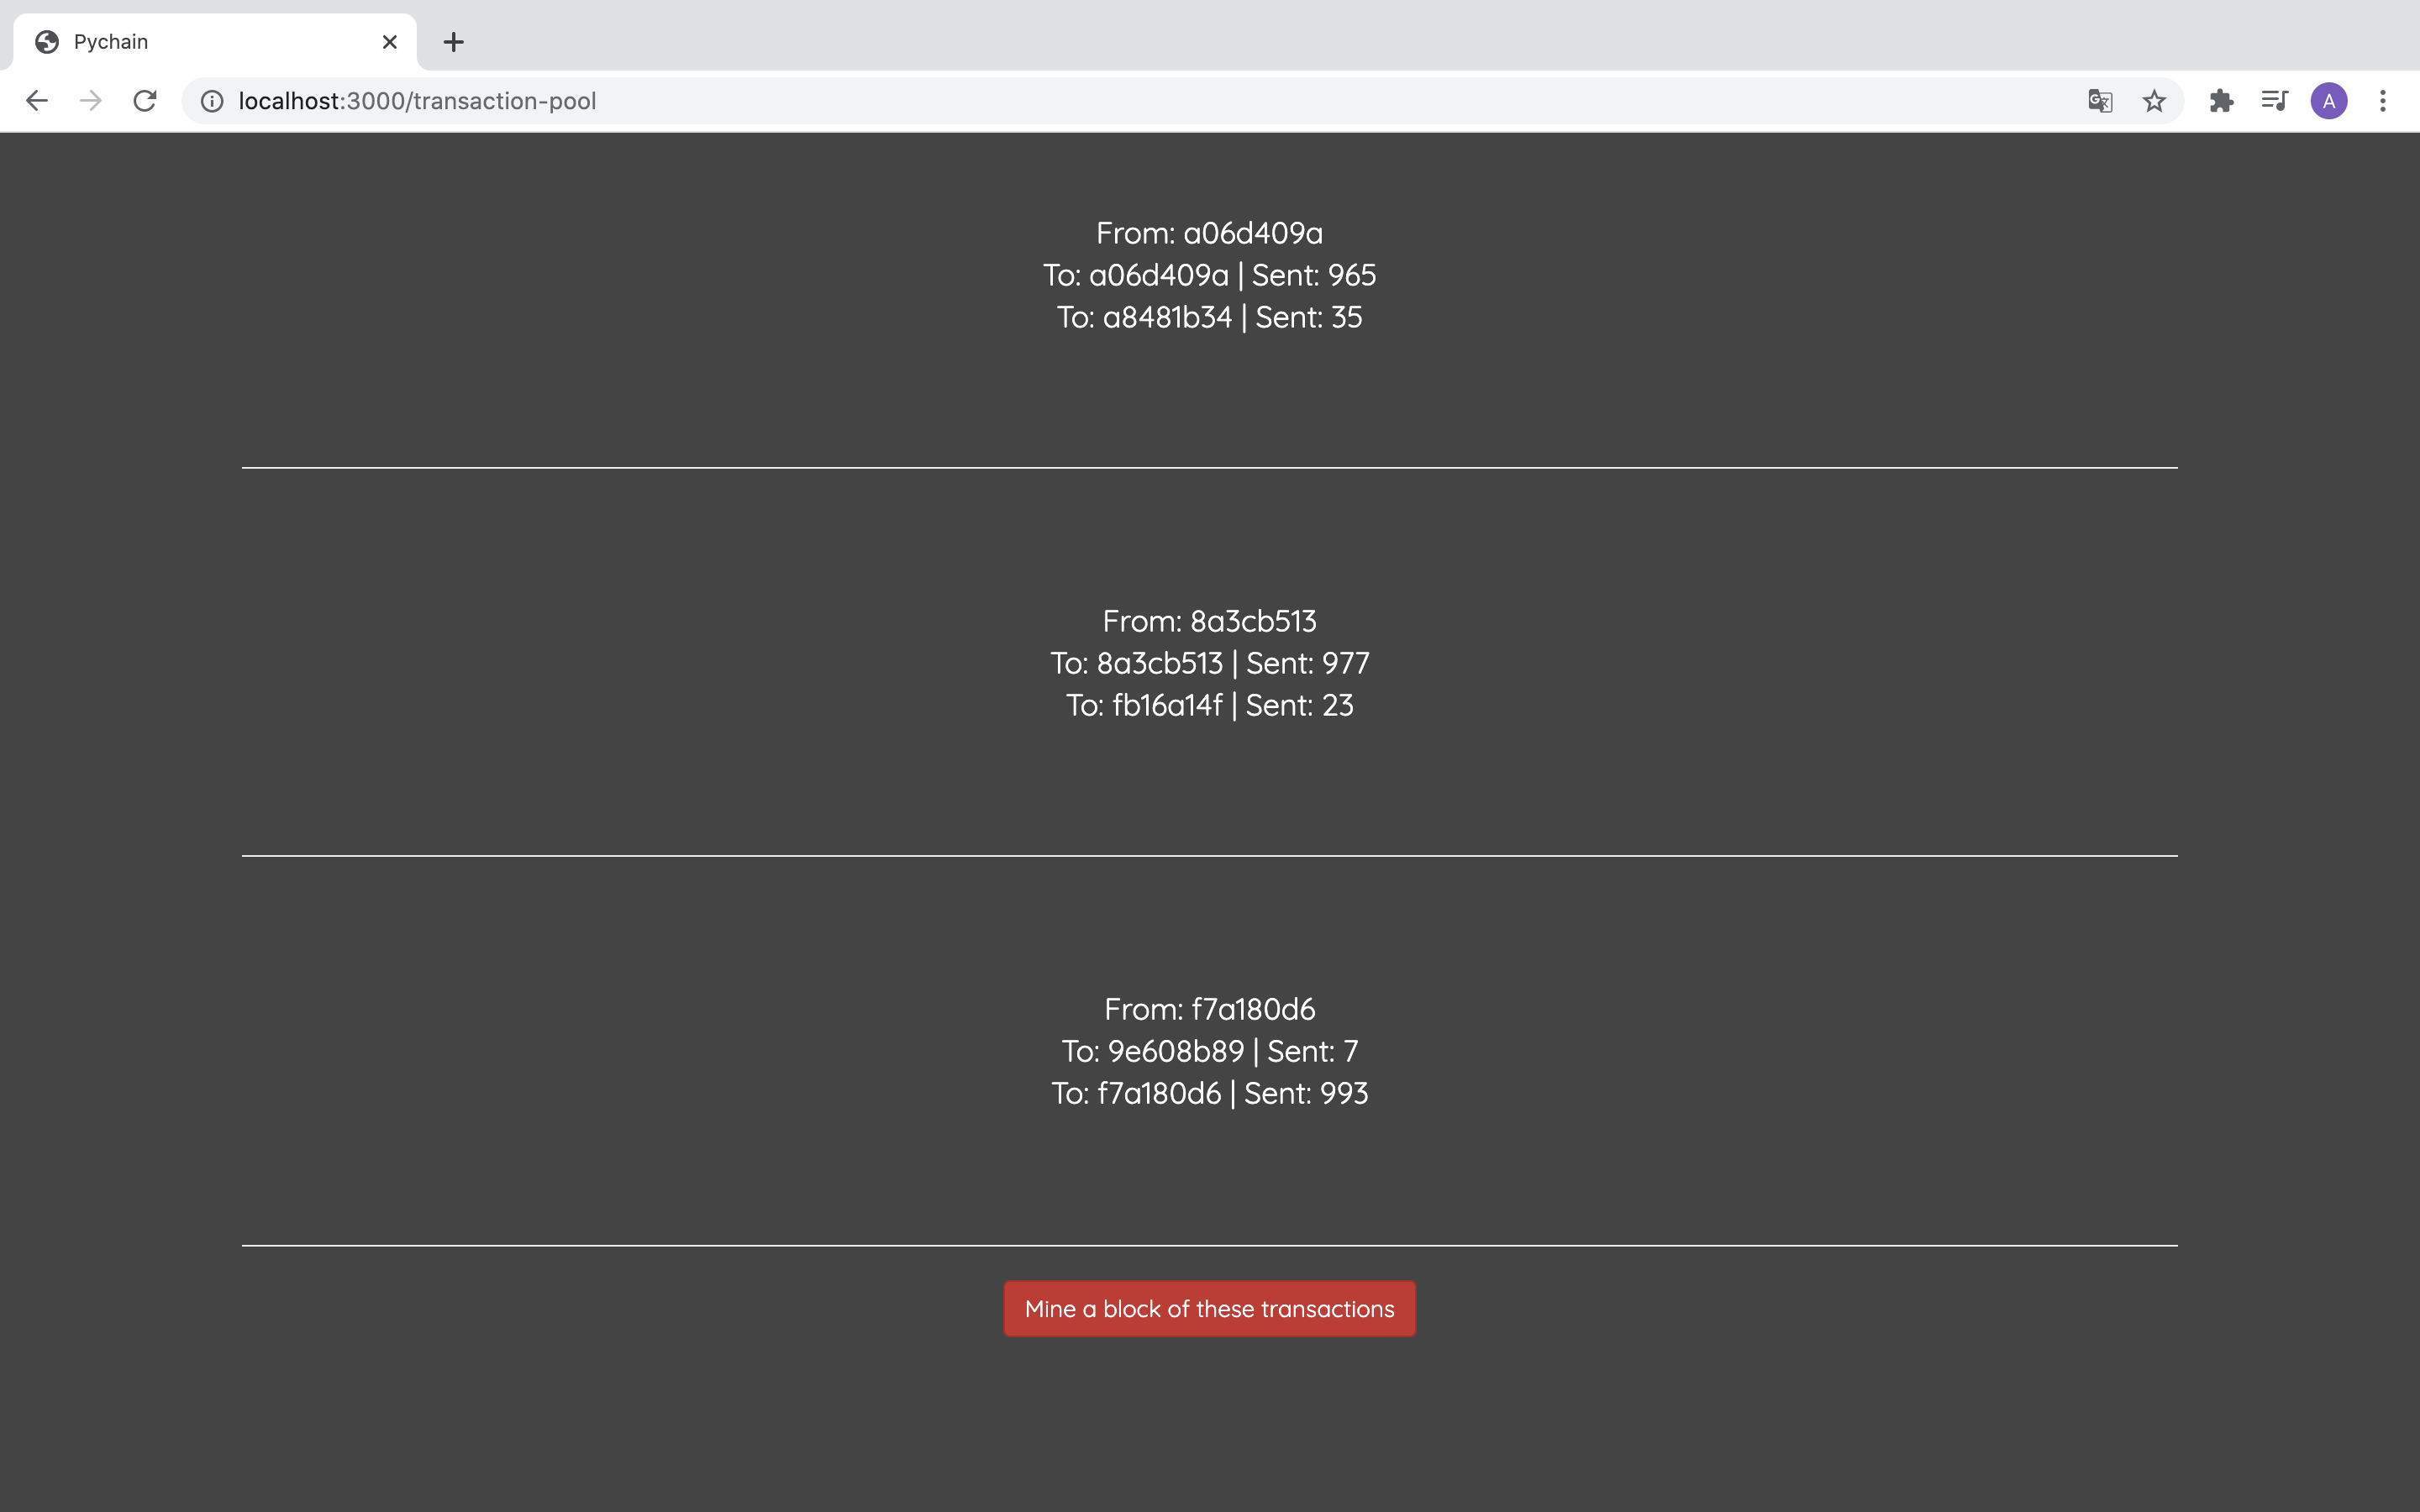 Pychain
localhost:3000/transaction-pool
A
From: a06d409a
To: a06d409a | Sent: 965
To: a8481b34 | Sent: 35
From: 8a3cb513
To: 8a3cb513 | Sent: 977
To: fb16a14f | Sent: 23
From: f7a180d6
To: 9e608b89 | Sent: 7
To: f7a180d6 | Sent: 993
Mine a block of these transactions